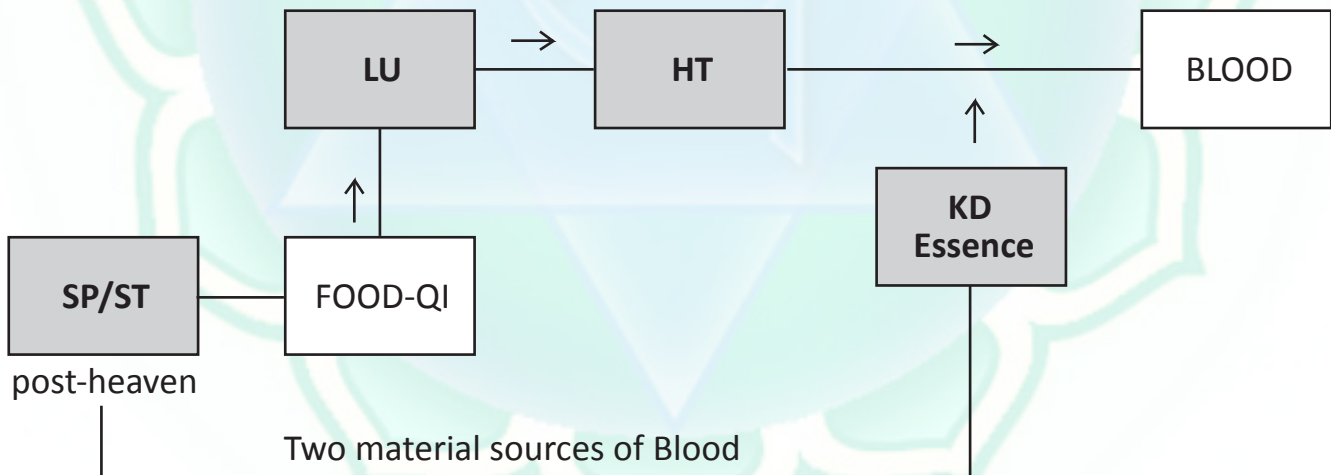 LU
HT
BLOOD
KD
Essence
SP/ST
FOOD-QI
post-heaven
Two material sources of Blood